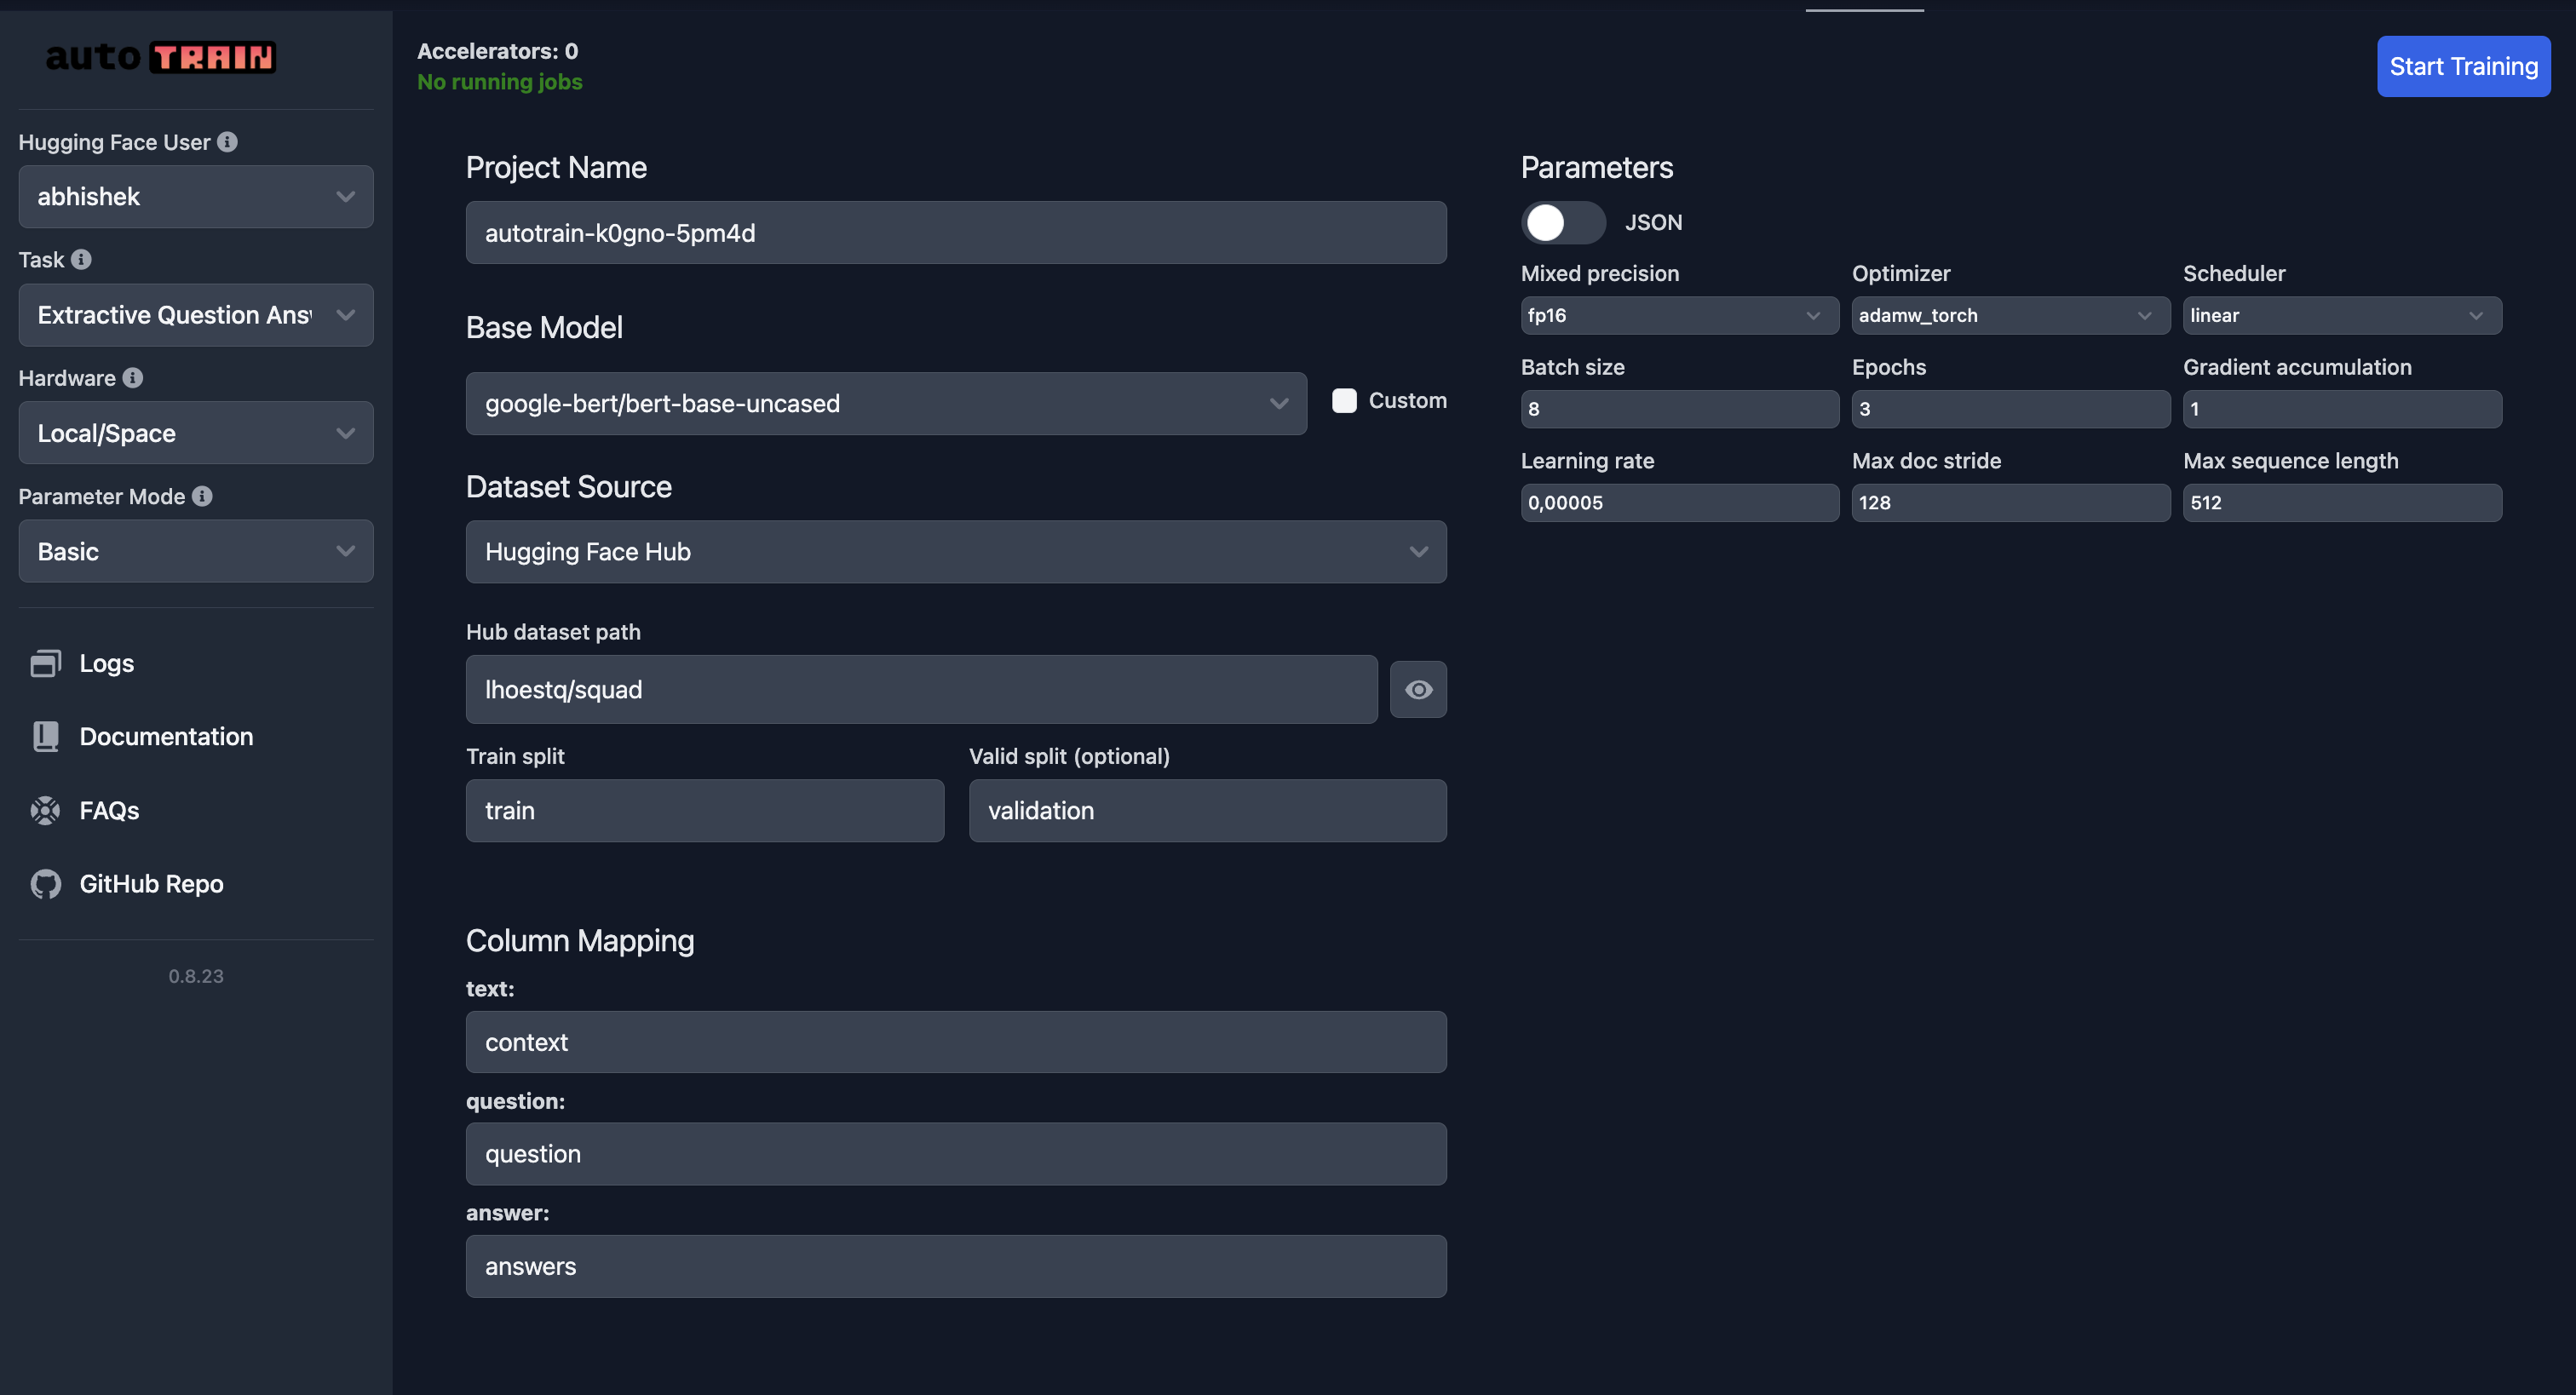 auto TRAIN
Hugging Face User
abhishek
Task
Extractive Question Ans
Hardware
Local/Space
Parameter Mode
Basic
Logs
Documentation
FAQs
GitHub Repo
0.8.23
Accelerators: 0
No running jobs
Start Training
Project Name
autotrain-k0gno-5pm4d
Base Model
google-bert/bert-base-uncased
Custom
Dataset Source
Hugging Face Hub
Hub dataset path
lhoestq/squad
Train split
Valid split (optional)
train
validation
Column Mapping
text:
context
question:
question
answer:
answers
Parameters
JSON
Mixed precision
Optimizer
Scheduler
fp16
adamw_torch
linear
Batch size
Epochs
Gradient accumulation
8
3
1
Learning rate
Max doc stride
Max sequence length
0,00005
128
512